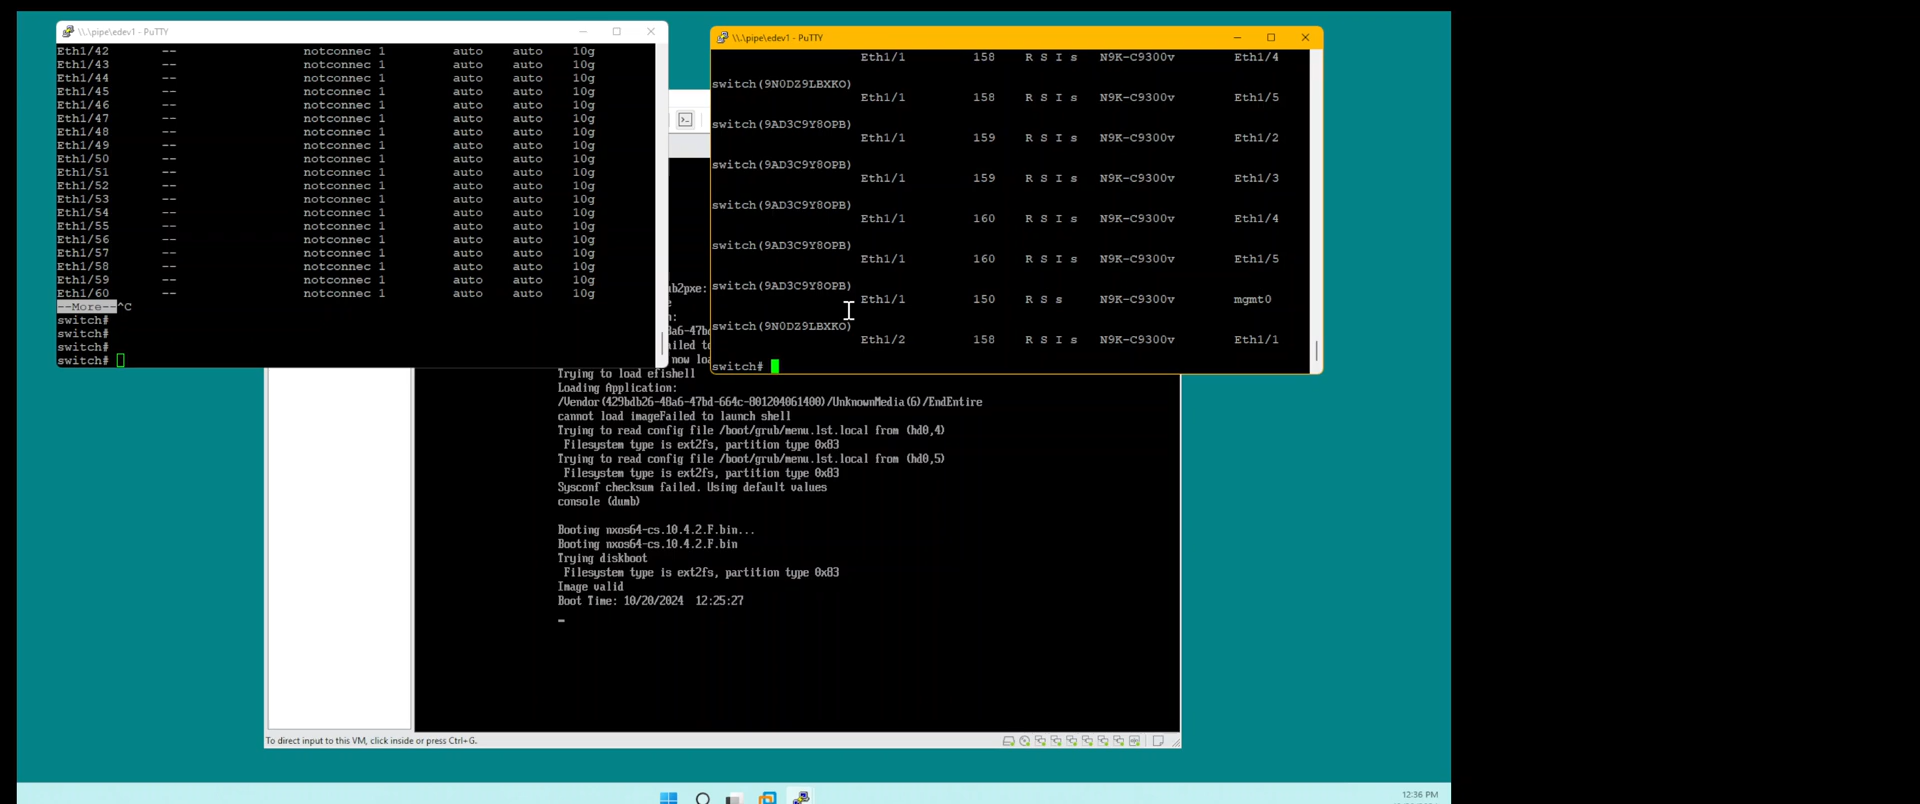 \\.\pipe\edev1 - PuTTY
Eth1/42 -- notconnec 1 auto auto 10g
Eth1/43 -- notconnec 1 auto auto 10g
Eth1/44 -- notconnec 1 auto auto 10g
Eth1/45 -- notconnec 1 auto auto 10g
Eth1/46 -- notconnec 1 auto auto 10g
Eth1/47 -- notconnec 1 auto auto 10g
Eth1/48 -- notconnec 1 auto auto 10g
Eth1/49 -- notconnec 1 auto auto 10g
Eth1/50 -- notconnec 1 auto auto 10g
Eth1/51 -- notconnec 1 auto auto 10g
Eth1/52 -- notconnec 1 auto auto 10g
Eth1/53 -- notconnec 1 auto auto 10g
Eth1/54 -- notconnec 1 auto auto 10g
Eth1/55 -- notconnec 1 auto auto 10g
Eth1/56 -- notconnec 1 auto auto 10g
Eth1/57 -- notconnec 1 auto auto 10g
Eth1/58 -- notconnec 1 auto auto 10g
Eth1/59 -- notconnec 1 auto auto 10g
Eth1/60 -- notconnec 1 auto auto 10g
--More--^C
switch#
switch#
switch#
switch#
\\.\pipe\edev1 - PuTTY
Eth1/1 158 R S I s N9K-C9300v Eth1/4
switch(9N0DZ9LBXKO)
Eth1/1 158 R S I s N9K-C9300v Eth1/5
switch(9AD3C9Y8OPB)
Eth1/1 159 R S I s N9K-C9300v Eth1/2
switch(9AD3C9Y8OPB)
Eth1/1 159 R S I s N9K-C9300v Eth1/3
switch(9AD3C9Y8OPB)
Eth1/1 160 R S I s N9K-C9300v Eth1/4
switch(9AD3C9Y8OPB)
Eth1/1 160 R S I s N9K-C9300v Eth1/5
switch(9AD3C9Y8OPB)
Eth1/1 150 R S s N9K-C9300v mgmt0
switch(9N0DZ9LBXKO)
Eth1/2 158 R S I s N9K-C9300v Eth1/1
switch#
ub2pxe:
e
n:
8a6-47bd
ailed to
now loa
Trying to load efishell
Loading Application:
/Vendor(429bdb26-48a6-47bd-664c-801204061400)/UnknownMedia(6)/EndEntire
cannot load imageFailed to launch shell
Trying to read config file /boot/grub/menu.lst.local from (hd0,4)
Filesystem type is ext2fs, partition type 0x83
Trying to read config file /boot/grub/menu.lst.local from (hd0,5)
Filesystem type is ext2fs, partition type 0x83
Sysconf checksum failed. Using default values
console (dumb)
Booting nxos64-cs.10.4.2.F.bin...
Booting nxos64-cs.10.4.2.F.bin
Trying diskboot
Filesystem type is ext2fs, partition type 0x83
Image valid
Boot Time: 10/20/2024 12:25:27
To direct input to this VM, click inside or press Ctrl+G.
12:36 PM